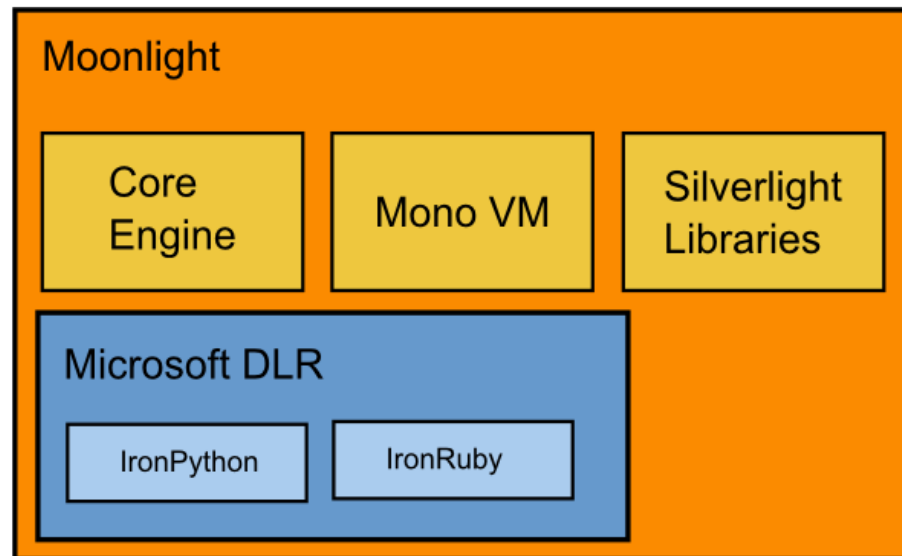 Moonlight
Core
Engine
Mono VM
Silverlight
Libraries
Microsoft DLR
IronPython
IronRuby